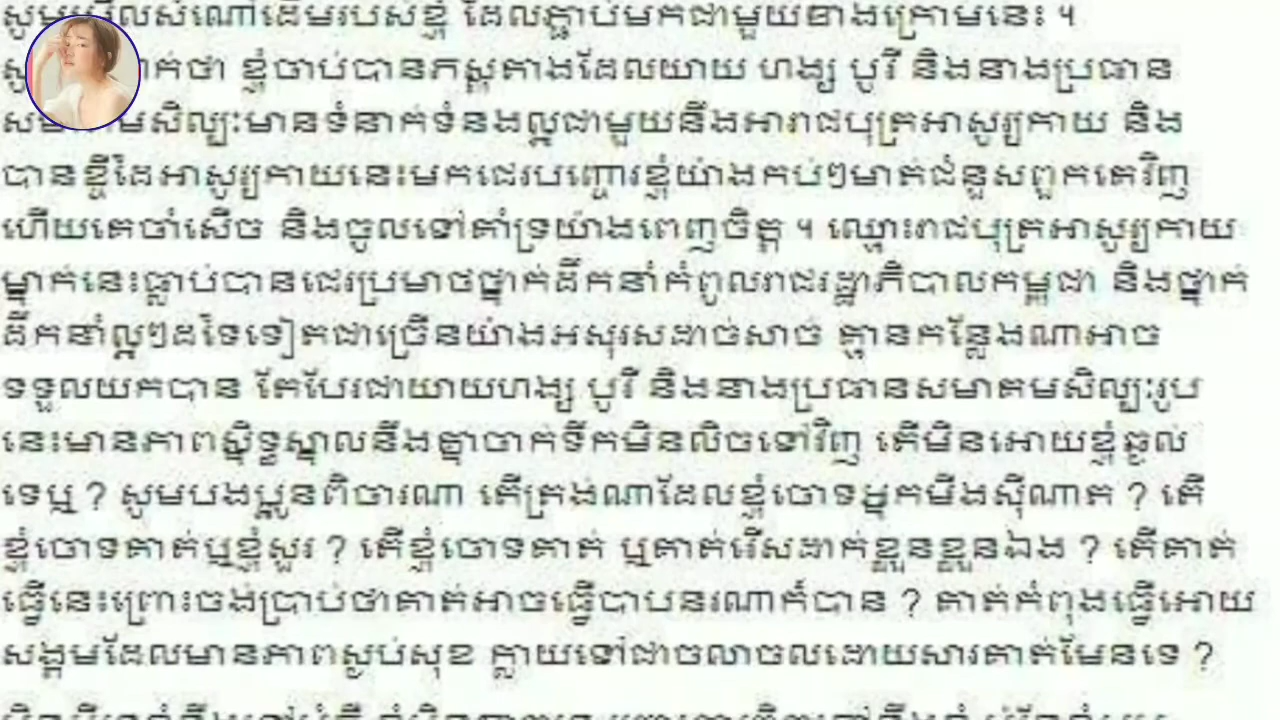 សូមមើលសំណៅដើមរបស់ខ្ញុំ ដែលភ្ជាប់មកជាមួយខាងក្រោមនេះ ។
ាក់ថា ខ្ញុំចាប់បានភស្តុតាងដែលយាយ ហង្ស បូរី និងនាងប្រធាន
សមាគមសិល្បៈមានទំនាក់ទំនងល្អជាមួយនឹងអារាជបុត្រអាសូរ្យកាយ និង
បានខ្ចីដៃអាសូរ្យកាយនេះមកជេរបញ្ចោរខ្ញុំយ៉ាងកប់ៗមាត់ជំនួសពួកគេវិញ
ហើយគេចាំសើច និងចូលទៅគាំទ្រយ៉ាងពេញចិត្ត ។ ឈ្មោះរាជបុត្រអាសូរ្យកាយ
ម្នាក់នេះធ្លាប់បានជេរប្រមាថថ្នាក់ដឹកនាំកំពូលរាជរដ្ឋាភិបាលកម្ពុជា និងថ្នាក់
ដឹកនាំល្អៗដទៃទៀតជាច្រើនយ៉ាងអសុរសដាច់សាច់ គ្មានកន្លែងណាអាច
ទទួលយកបាន តែបែរជាយាយហង្ស បូរី និងនាងប្រធានសមាគមសិល្បៈរូប
នេះមានភាពស្និទ្ធស្នាលនឹងគ្នាចាក់ទឹកមិនលិចទៅវិញ តើមិនអោយខ្ញុំឆ្ងល់
ទេឬ ? សូមបងប្អូនពិចារណា តើត្រង់ណាដែលខ្ញុំចោទអ្នកមីងស៊ីណាត ? តើ
ខ្ញុំចោទគាត់ឬខ្ញុំសួរ ? តើខ្ញុំចោទគាត់ ឬគាត់រើសដាក់ខ្លួនខ្លួនឯង ? តើគាត់
ធ្វើនេះព្រោះចង់ប្រាប់ថាគាត់អាចធ្វើបាបនរណាក៏បាន ? គាត់កំពុងធ្វើអោយ
សង្គមដែលមានភាពស្ងប់សុខ ក្លាយទៅជាចលាចលដោយសារគាត់មែនទេ ?